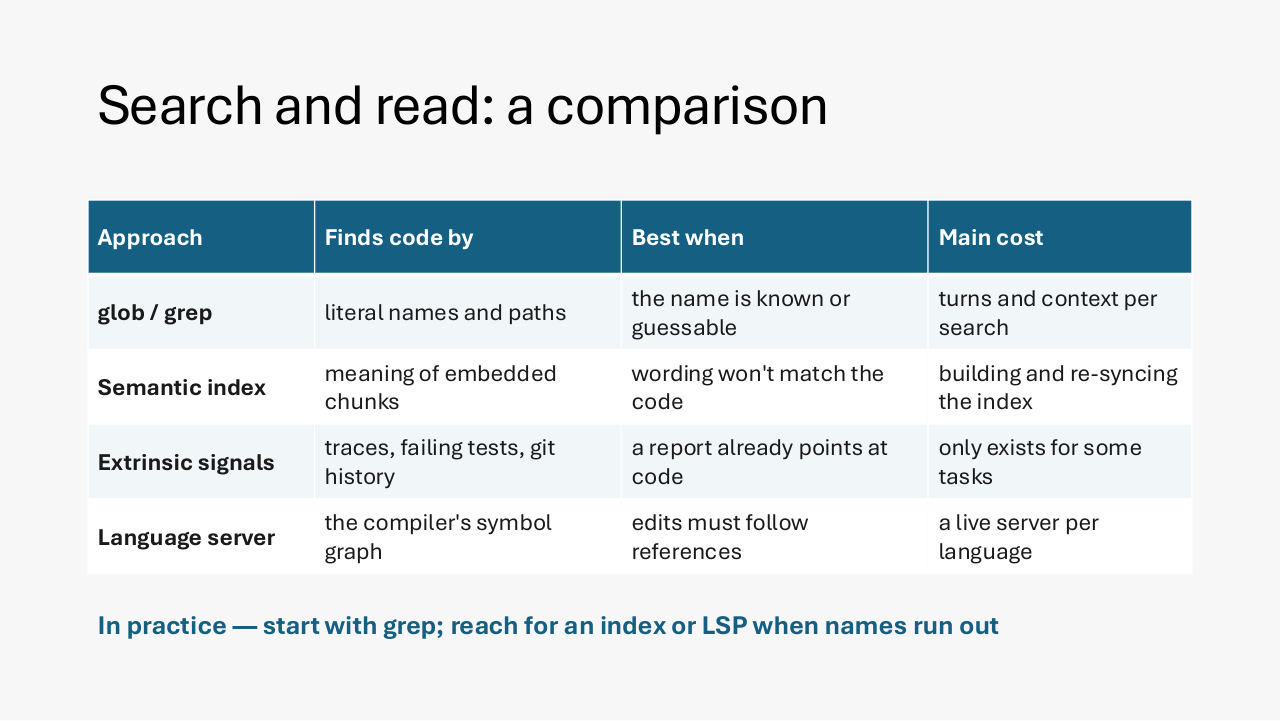 Search and read: a comparison
Approach
Finds code by
Best when
Main cost
glob / grep
literal names and paths
the name is known or
guessable
turns and context per
search
Semantic index
meaning of embedded
chunks
wording won't match the
code
building and re-syncing
the index
Extrinsic signals
traces, failing tests, git
history
a report already points at
code
only exists for some
tasks
Language server
the compiler's symbol
graph
edits must follow
references
a live server per
language
In practice — start with grep; reach for an index or LSP when names run out